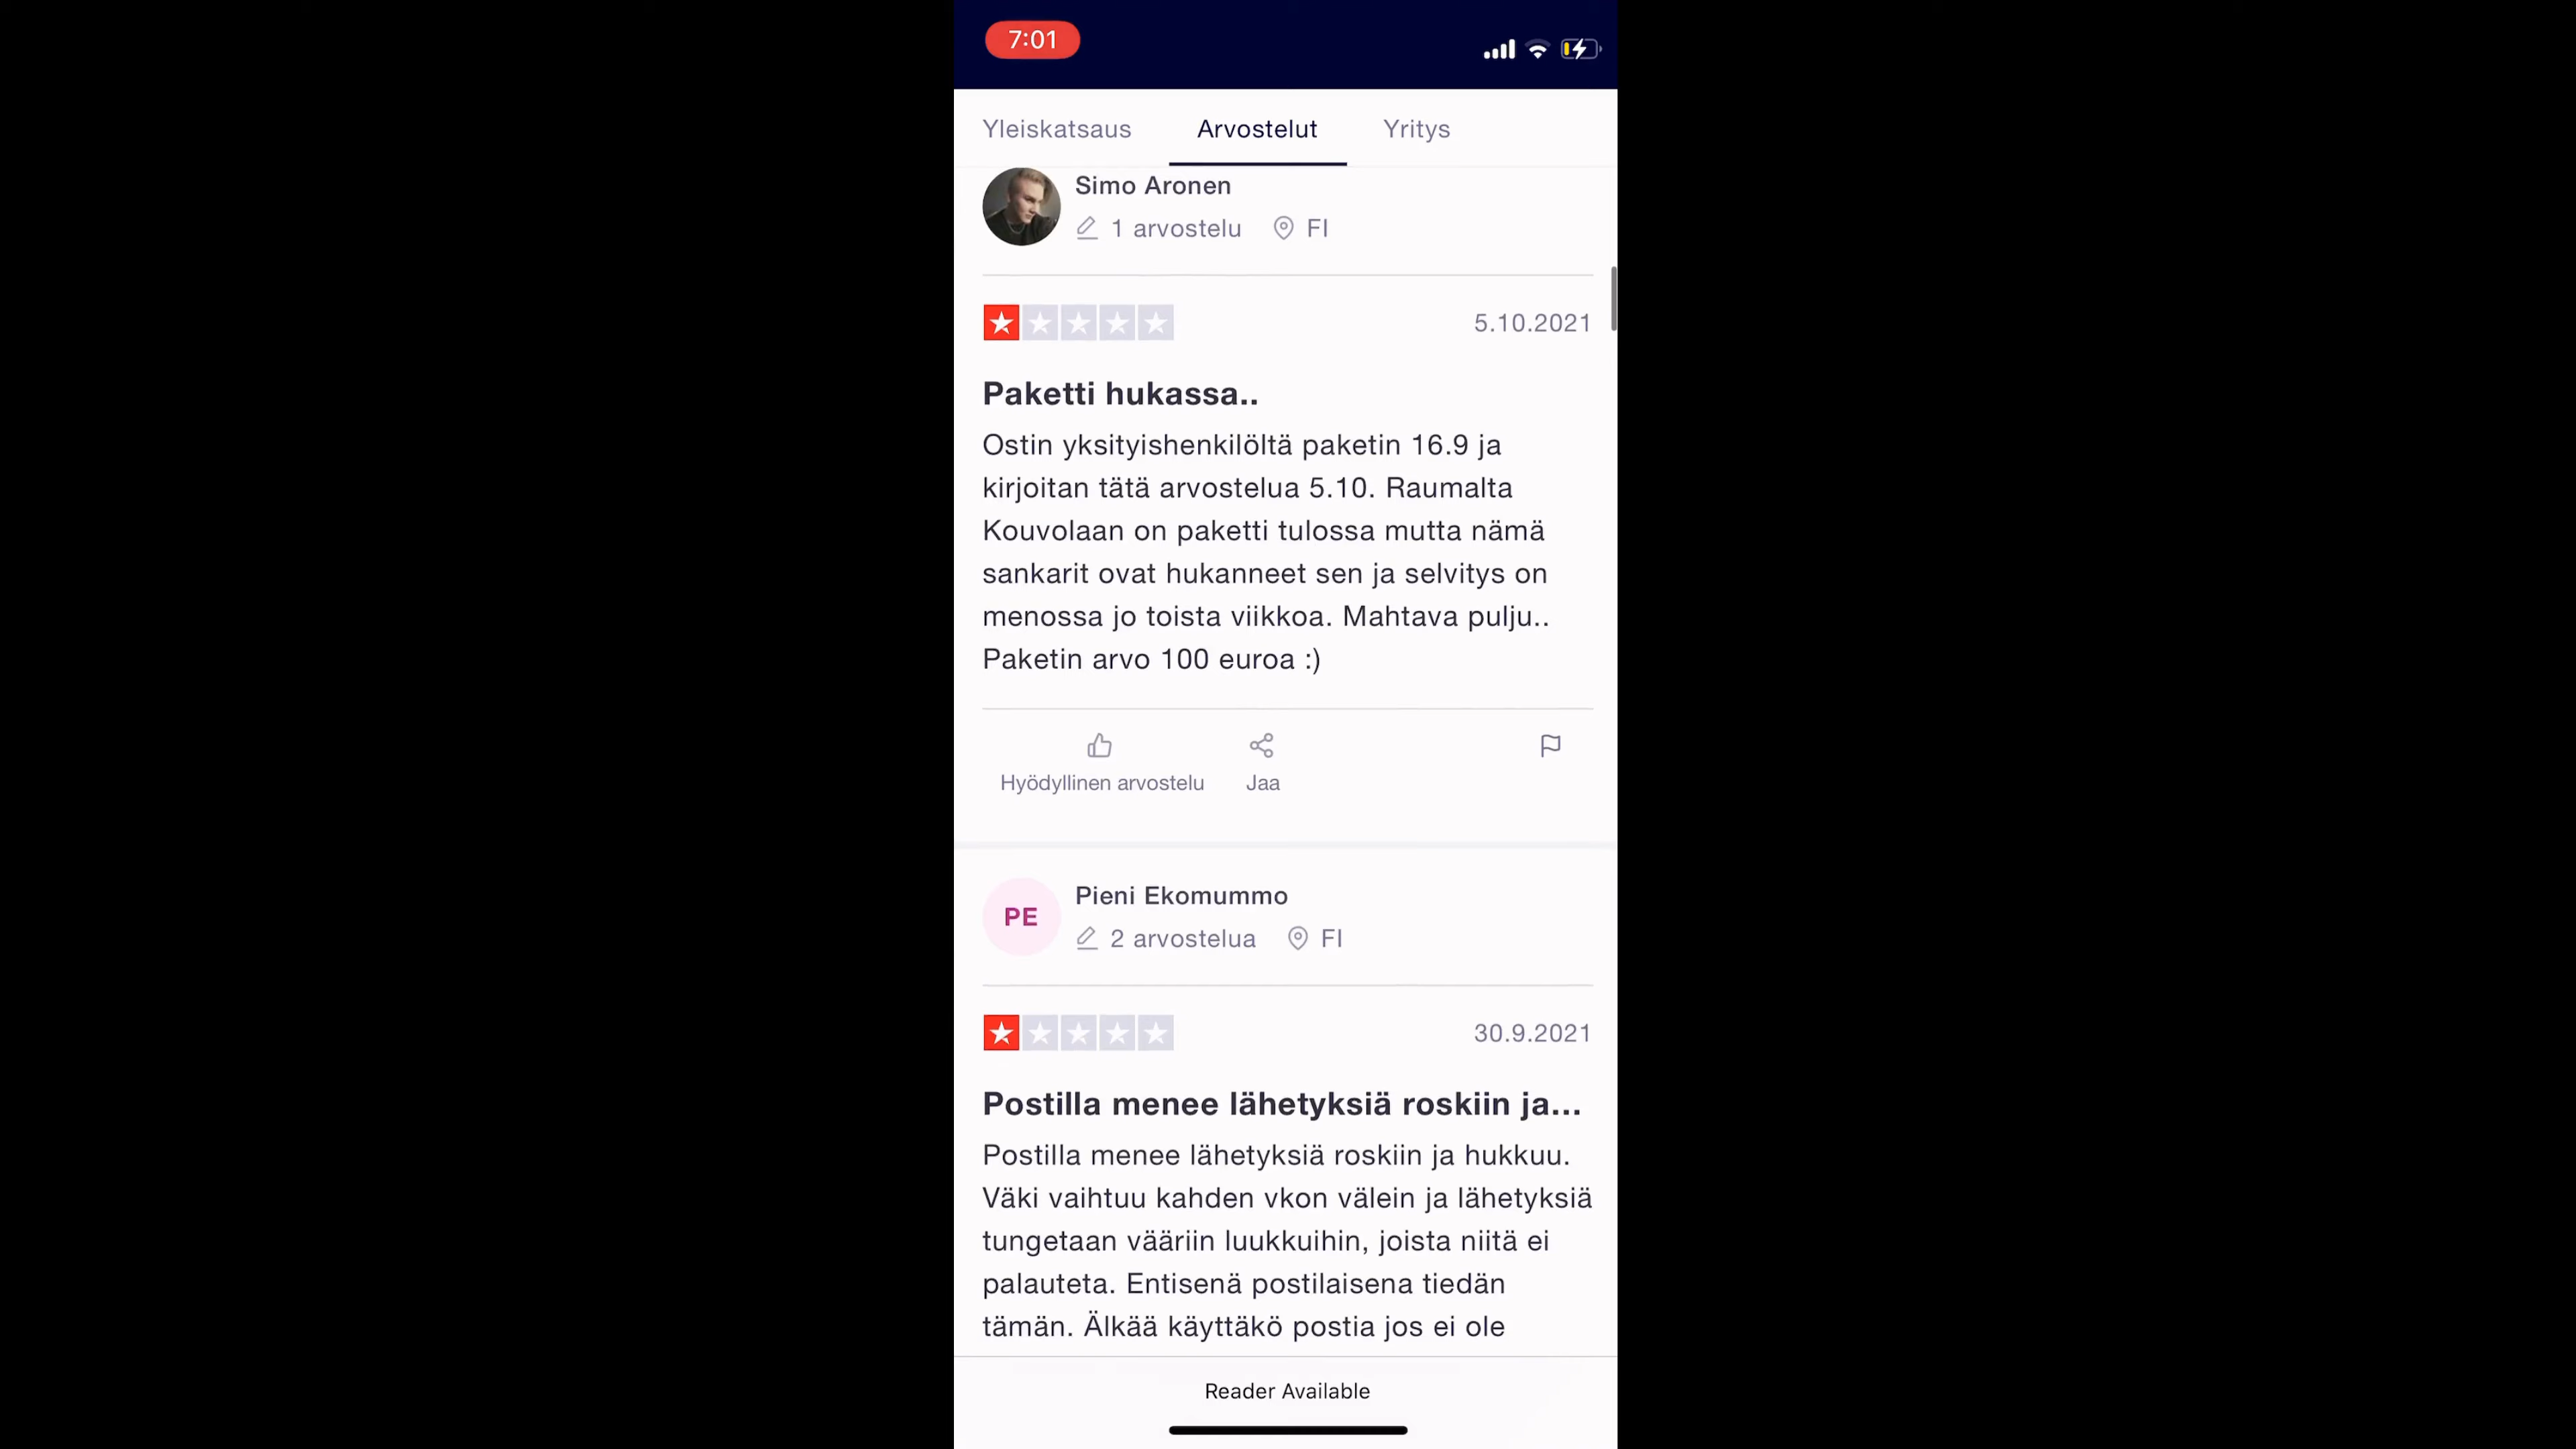 7:01
Yleiskatsaus Arvostelut Yritys
Simo Aronen
1 arvostelu FI
5.10.2021
Paketti hukassa..
Ostin yksityishenkilöltä paketin 16.9 ja
kirjoitan tätä arvostelua 5.10. Raumalta
Kouvolaan on paketti tulossa mutta nämä
sankarit ovat hukanneet sen ja selvitys on
menossa jo toista viikkoa. Mahtava pulju..
Paketin arvo 100 euroa :)
Hyödyllinen arvostelu Jaa
PE
Pieni Ekomummo
2 arvostelua FI
30.9.2021
Postilla menee lähetyksiä roskiin ja...
Postilla menee lähetyksiä roskiin ja hukkuu.
Väki vaihtuu kahden vkon välein ja lähetyksiä
tungetaan vääriin luukkuihin, joista niitä ei
palauteta. Entisenä postilaisena tiedän
tämän. Älkää käyttäkö postia jos ei ole
Reader Available